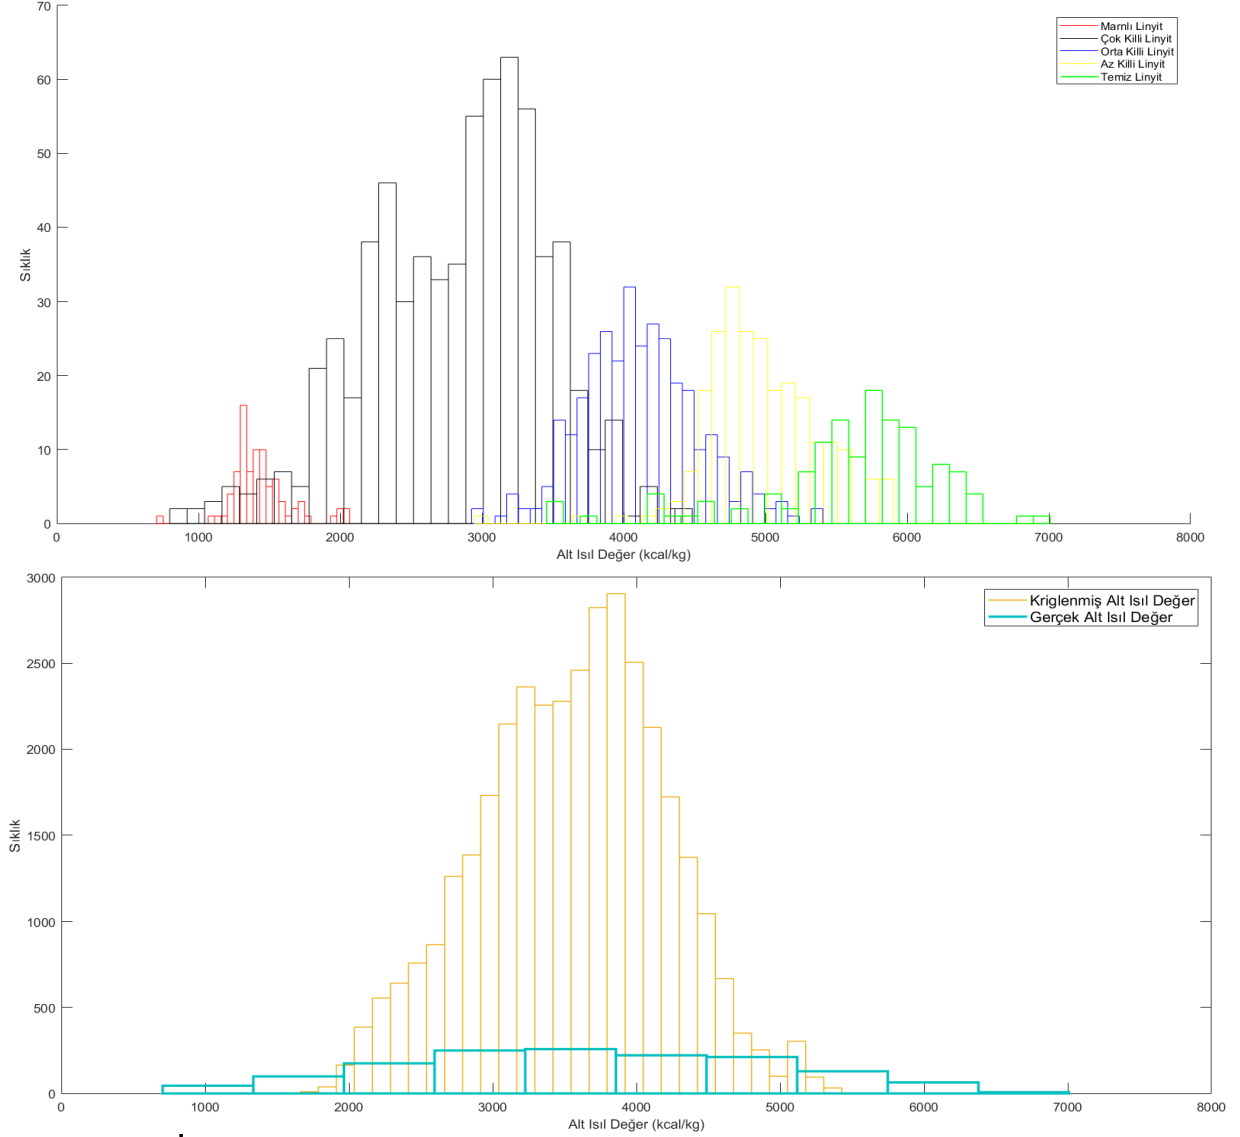 70
60
50
40
30
20
10
0
Sıklık
Marnlı Linyit
Çok Killi Linyit
Orta Killi Linyit
Az Killi Linyit
Temiz Linyit
0 1000 2000 3000 4000 5000 6000 7000 8000
Alt Isıl Değer (kcal/kg)
3000
2500
2000
1500
1000
500
0
Sıklık
Kriglenmiş Alt Isıl Değer
Gerçek Alt Isıl Değer
0 1000 2000 3000 4000 5000 6000 7000 8000
Alt Isıl Değer (kcal/kg)